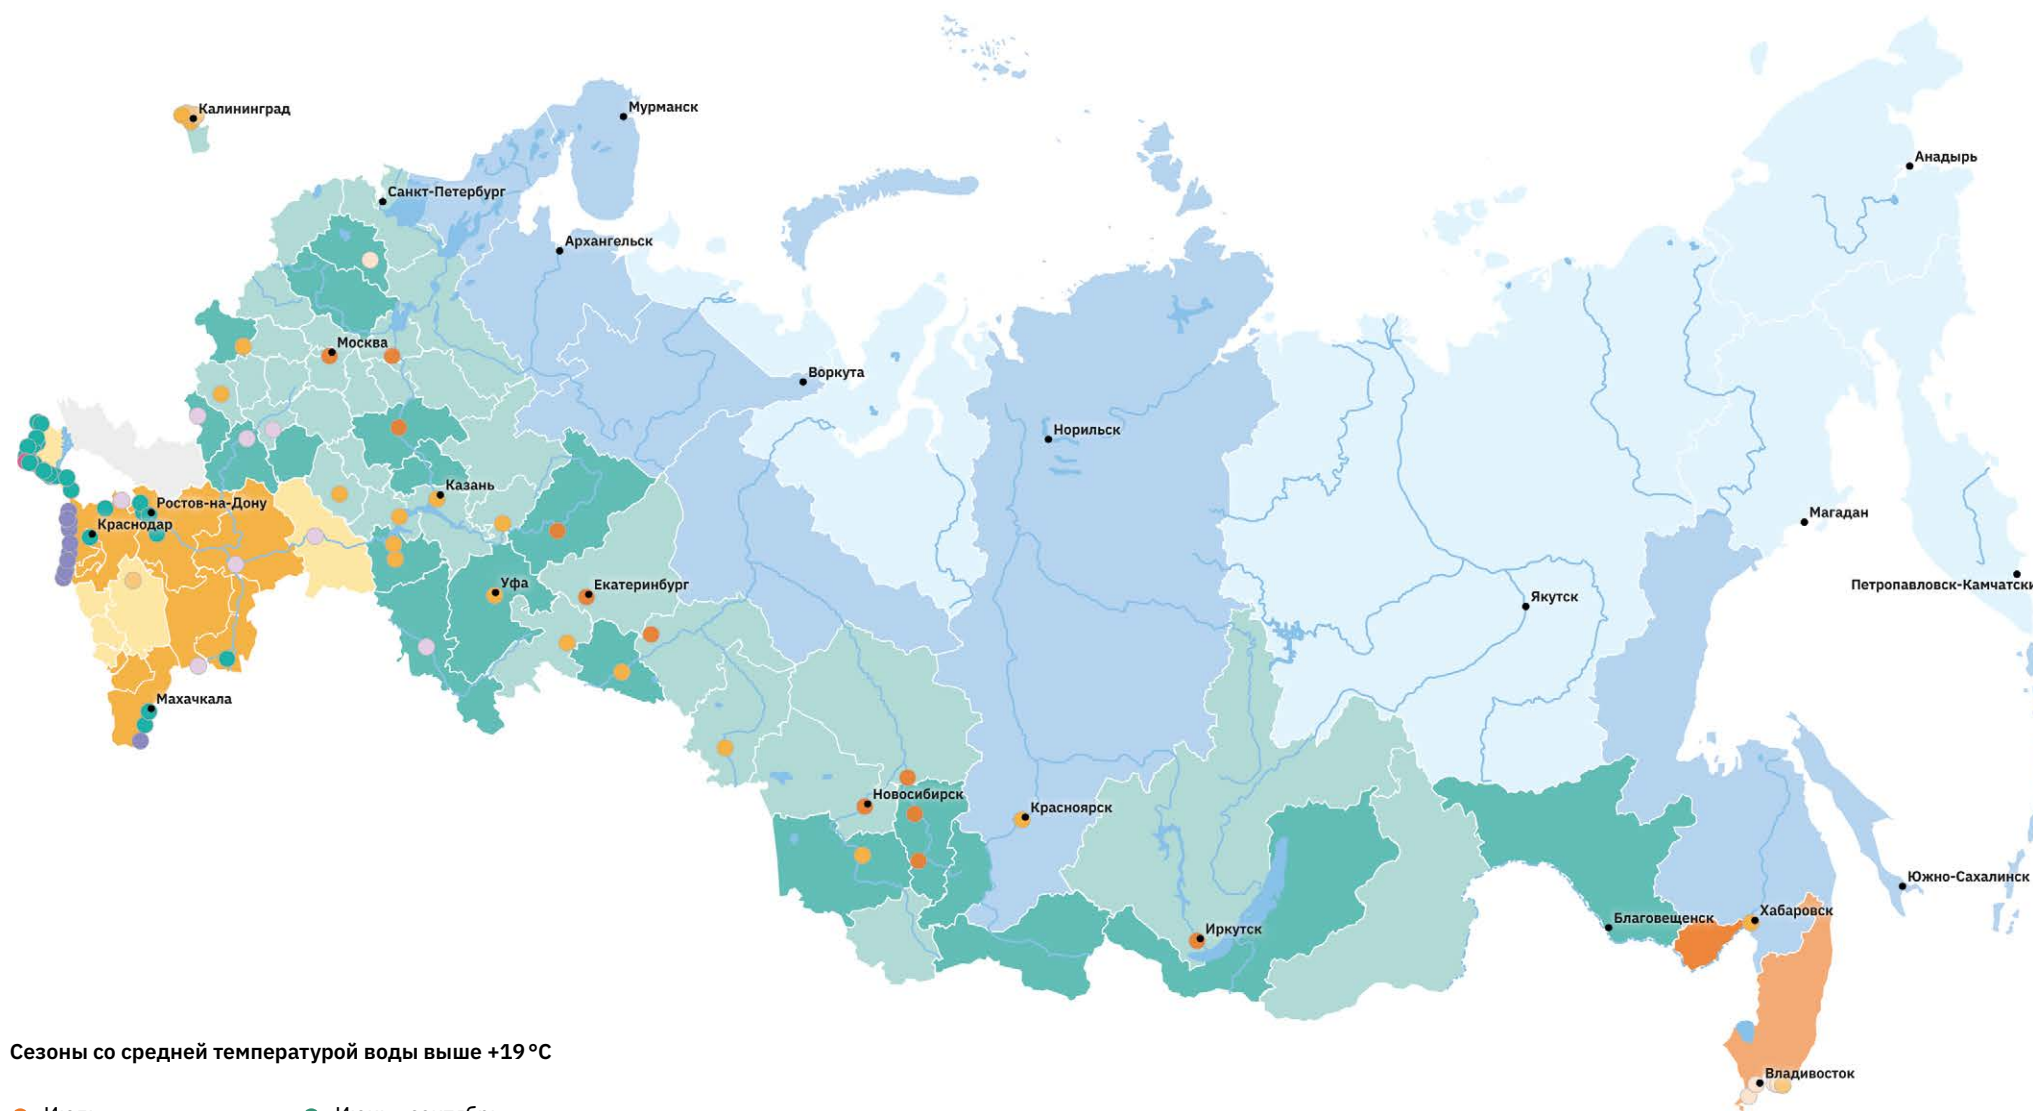 Калининград
Мурманск
Анадырь
Санкт-Петербург
Архангельск
Москва
Воркута
Норильск
Казань
Ростов-на-Дону
Краснодар
Магадан
Уфа
Екатеринбург
Петропавловск-Камчатски
Якутск
Махачкала
Новосибирск
Красноярск
Южно-Сахалинск
Хабаровск
Благовещенск
Иркутск
Сезоны со средней температурой воды выше +19 °C
Владивосток